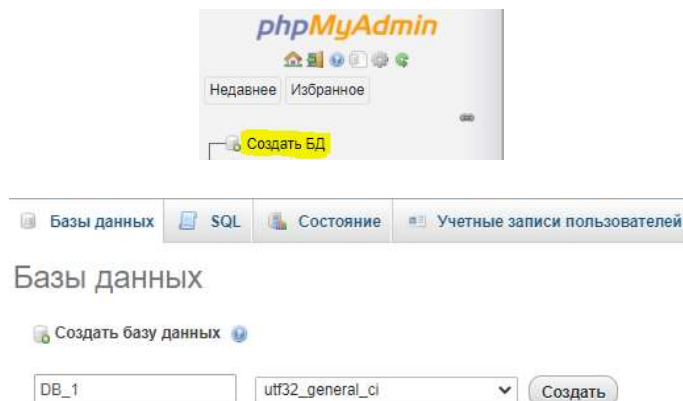 phpMyAdmin
Недавнее Избранное
Создать БД
Базы данных SQL Состояние Учетные записи пользователей
Базы данных
Создать базу данных
DB_1 utf32_general_ci Создать